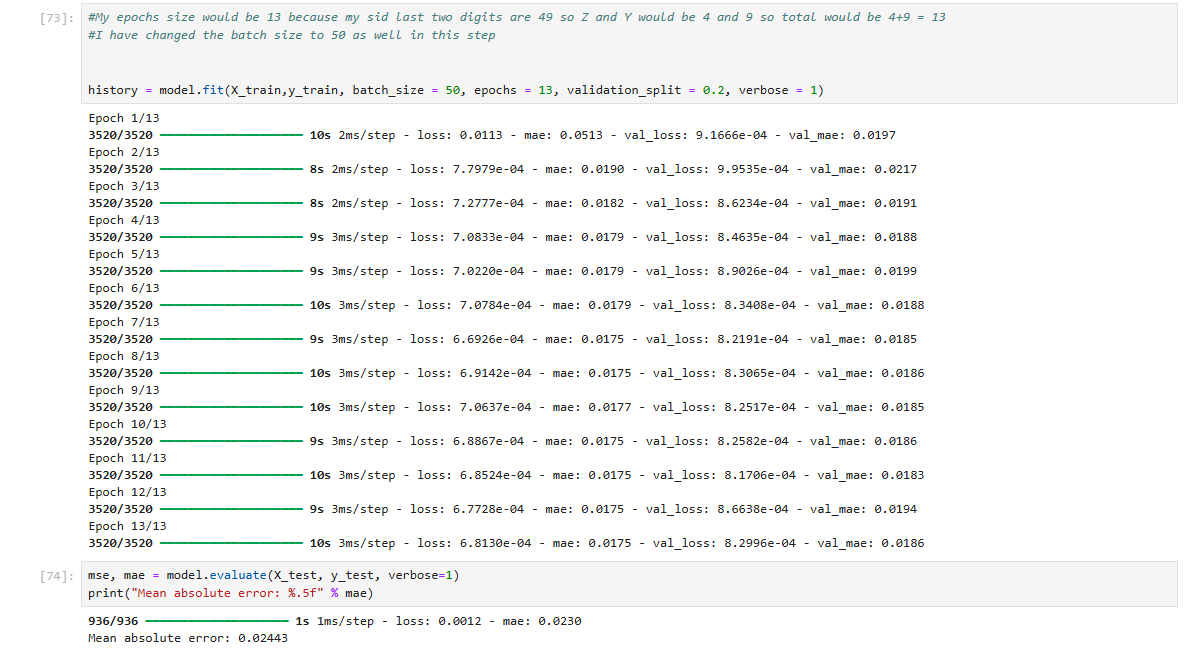 [73]: #My epochs size would be 13 because my sid last two digits are 49 so Z and Y would be 4 and 9 so total would be 4+9 = 13
#I have changed the batch size to 50 as well in this step
history = model.fit(X_train,y_train, batch_size = 50, epochs = 13, validation_split = 0.2, verbose = 1)
Epoch 1/13
3520/3520 ━━━━━━━━━━━━━━━━━━━━ 10s 2ms/step - loss: 0.0113 - mae: 0.0513 - val_loss: 9.1666e-04 - val_mae: 0.0197
Epoch 2/13
3520/3520 ━━━━━━━━━━━━━━━━━━━━ 8s 2ms/step - loss: 7.7979e-04 - mae: 0.0190 - val_loss: 9.9535e-04 - val_mae: 0.0217
Epoch 3/13
3520/3520 ━━━━━━━━━━━━━━━━━━━━ 8s 2ms/step - loss: 7.2777e-04 - mae: 0.0182 - val_loss: 8.6234e-04 - val_mae: 0.0191
Epoch 4/13
3520/3520 ━━━━━━━━━━━━━━━━━━━━ 9s 3ms/step - loss: 7.0833e-04 - mae: 0.0179 - val_loss: 8.4635e-04 - val_mae: 0.0188
Epoch 5/13
3520/3520 ━━━━━━━━━━━━━━━━━━━━ 9s 3ms/step - loss: 7.0220e-04 - mae: 0.0179 - val_loss: 8.9026e-04 - val_mae: 0.0199
Epoch 6/13
3520/3520 ━━━━━━━━━━━━━━━━━━━━ 10s 3ms/step - loss: 7.0784e-04 - mae: 0.0179 - val_loss: 8.3408e-04 - val_mae: 0.0188
Epoch 7/13
3520/3520 ━━━━━━━━━━━━━━━━━━━━ 9s 3ms/step - loss: 6.6926e-04 - mae: 0.0175 - val_loss: 8.2191e-04 - val_mae: 0.0185
Epoch 8/13
3520/3520 ━━━━━━━━━━━━━━━━━━━━ 10s 3ms/step - loss: 6.9142e-04 - mae: 0.0175 - val_loss: 8.3065e-04 - val_mae: 0.0186
Epoch 9/13
3520/3520 ━━━━━━━━━━━━━━━━━━━━ 10s 3ms/step - loss: 7.0637e-04 - mae: 0.0177 - val_loss: 8.2517e-04 - val_mae: 0.0185
Epoch 10/13
3520/3520 ━━━━━━━━━━━━━━━━━━━━ 9s 3ms/step - loss: 6.8867e-04 - mae: 0.0175 - val_loss: 8.2582e-04 - val_mae: 0.0186
Epoch 11/13
3520/3520 ━━━━━━━━━━━━━━━━━━━━ 10s 3ms/step - loss: 6.8524e-04 - mae: 0.0175 - val_loss: 8.1706e-04 - val_mae: 0.0183
Epoch 12/13
3520/3520 ━━━━━━━━━━━━━━━━━━━━ 9s 3ms/step - loss: 6.7728e-04 - mae: 0.0175 - val_loss: 8.6638e-04 - val_mae: 0.0194
Epoch 13/13
3520/3520 ━━━━━━━━━━━━━━━━━━━━ 10s 3ms/step - loss: 6.8130e-04 - mae: 0.0175 - val_loss: 8.2996e-04 - val_mae: 0.0186
[74]: mse, mae = model.evaluate(X_test, y_test, verbose=1)
print("Mean absolute error: %.5f" % mae)
936/936 ━━━━━━━━━━━━━━━━━━━━ 1s 1ms/step - loss: 0.0012 - mae: 0.0230
Mean absolute error: 0.02443